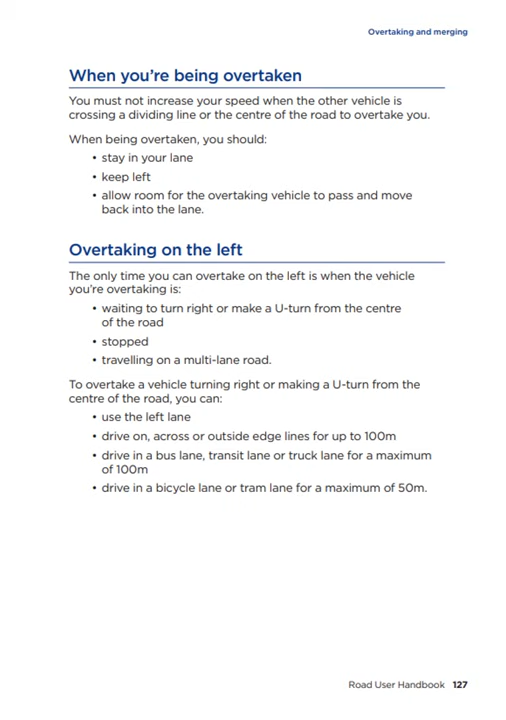 Overtaking and merging
When you're being overtaken
You must not increase your speed when the other vehicle is
crossing a dividing line or the centre of the road to overtake you.
When being overtaken, you should:
• stay in your lane
• keep left
• allow room for the overtaking vehicle to pass and move
back into the lane.
Overtaking on the left
The only time you can overtake on the left is when the vehicle
you're overtaking is:
• waiting to turn right or make a U-turn from the centre
of the road
• stopped
• travelling on a multi-lane road.
To overtake a vehicle turning right or making a U-turn from the
centre of the road, you can:
• use the left lane
• drive on, across or outside edge lines for up to 100m
• drive in a bus lane, transit lane or truck lane for a maximum
of 100m
• drive in a bicycle lane or tram lane for a maximum of 50m.
Road User Handbook 127